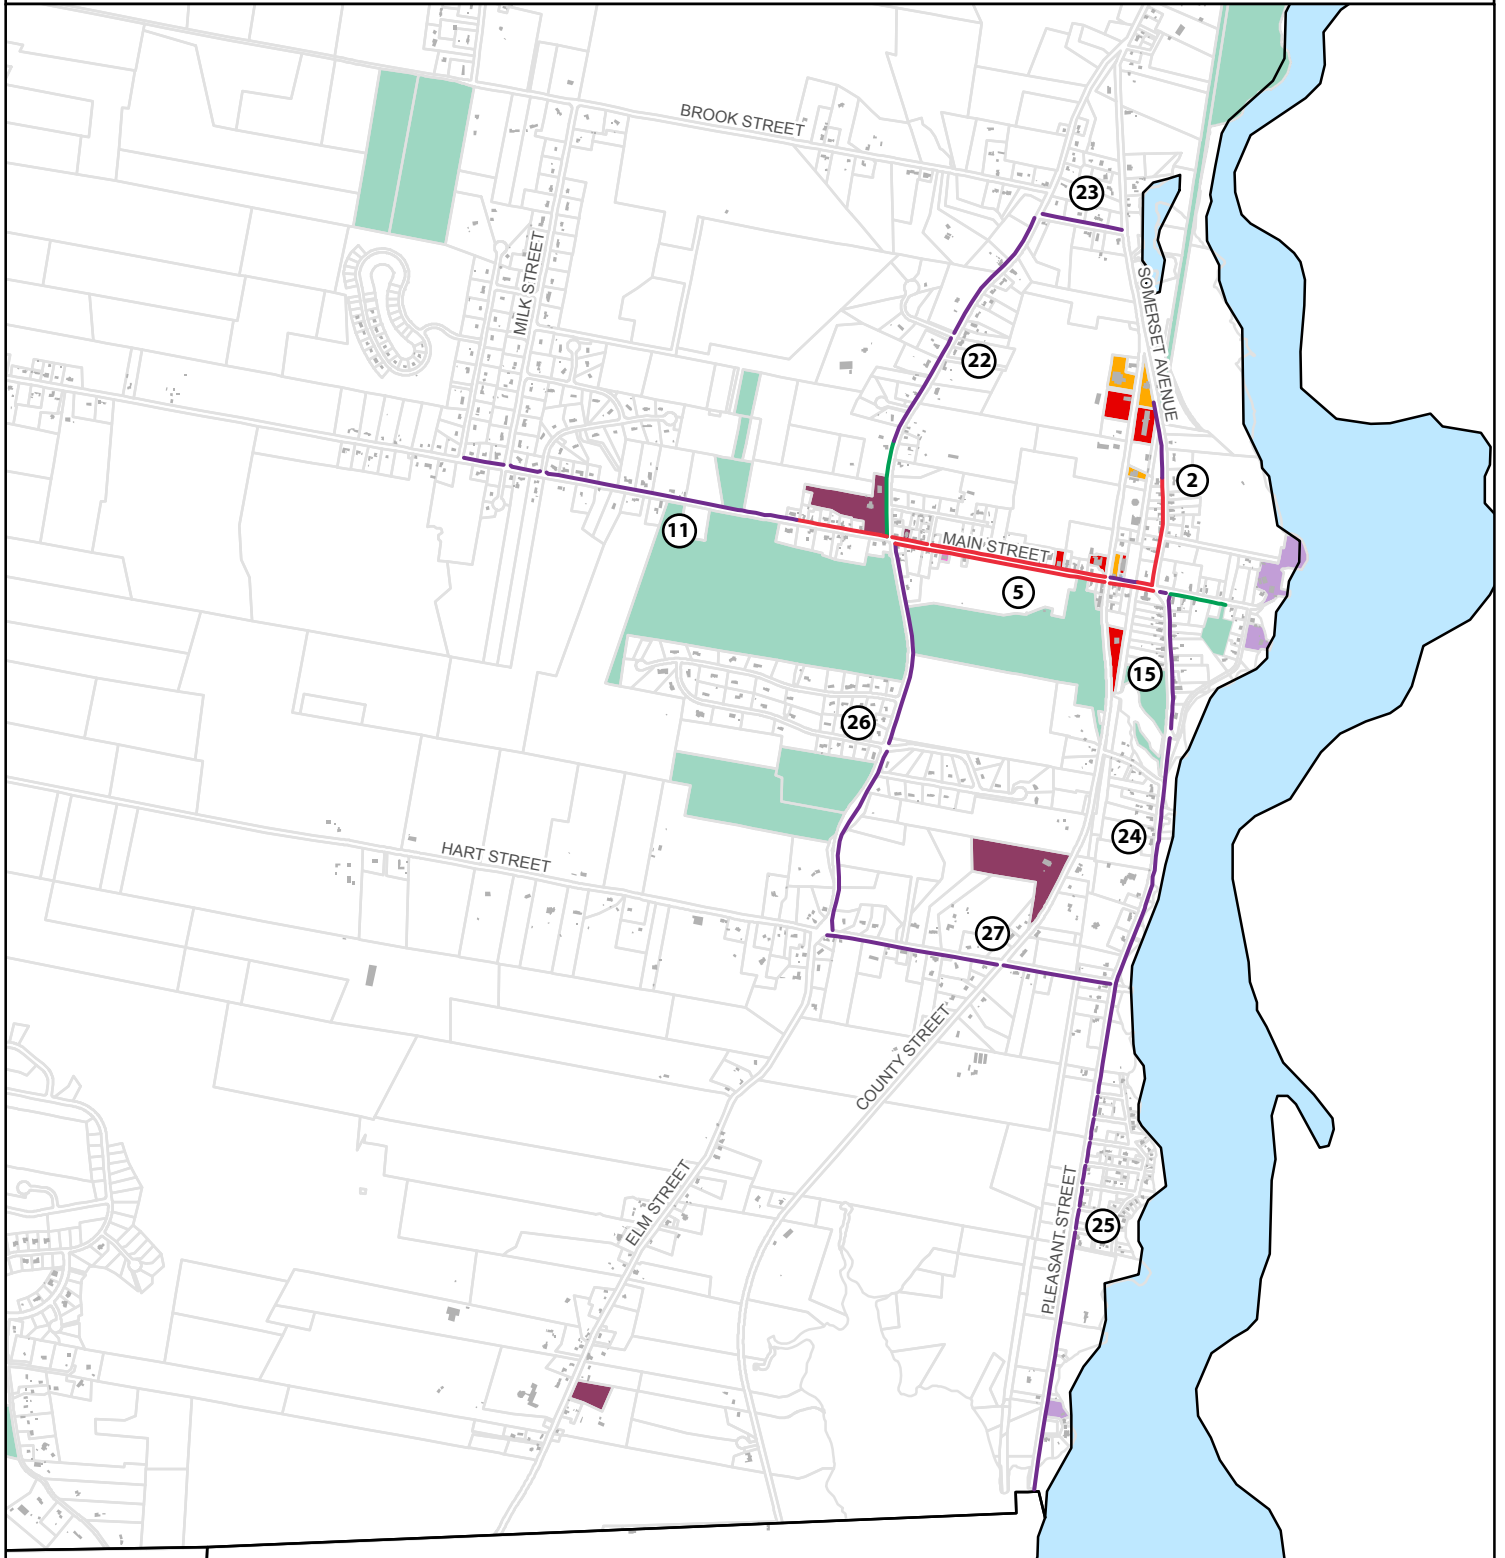 BROOK STREET
23
MILK STREET
SOMERSET AVENUE
22
2
11
MAIN STREET
5
15
26
24
HART STREET
27
COUNTY STREET
ELM STREET
PLEASANT STREET
25